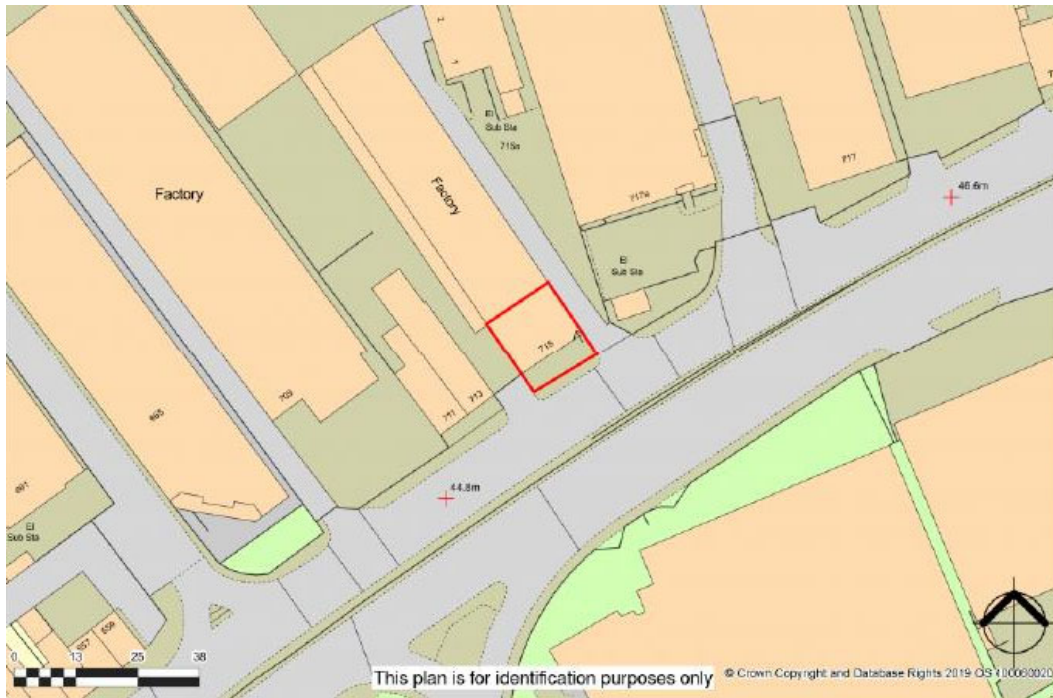 2
1
El
Sub Sta
715a
717
46.6m
Factory
Factory
717a
El
Sub Sta
715
709
695
711
713
44.8m
691
El
Sub Sta
657
659
0 13 25 38
This plan is for identification purposes only
© Crown Copyright and Database Rights 2019 OS 100060020